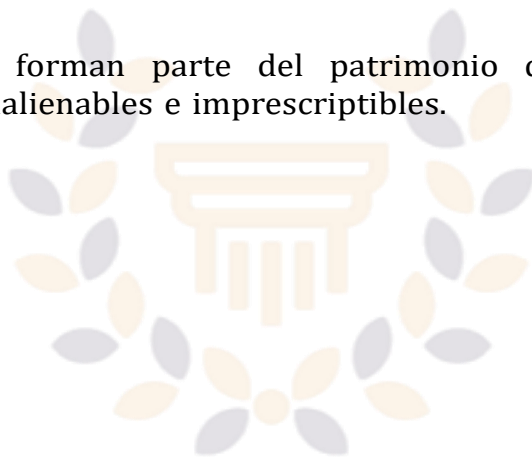 forman parte del patrimonio
alienables e imprescriptibles.